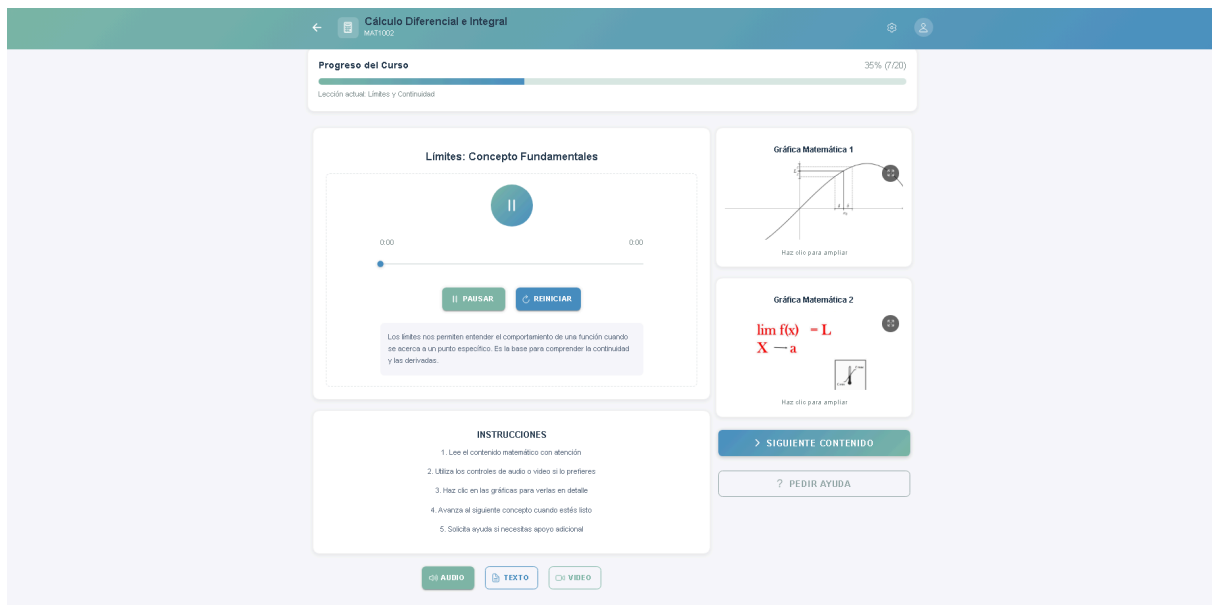 Cálculo Diferencial e Integral
MAT1002
Progreso del Curso
35% (7/20)
Lección actual: Límites y Continuidad
Límites: Concepto Fundamentales
0:00
0:00
PAUSAR
REINICIAR
Los límites nos permiten entender el comportamiento de una función cuando
se acerca a un punto específico. Es la base para comprender la continuidad
y las derivadas.
INSTRUCCIONES
1. Lee el contenido matemático con atención
2. Utiliza los controles de audio o video si lo prefieres
3. Haz clic en las gráficas para verlas en detalle
4. Avanza al siguiente concepto cuando estés listo
5. Solicita ayuda si necesitas apoyo adicional
AUDIO
TEXTO
VIDEO
Gráfica Matemática 1
L
Haz clic para ampliar
Gráfica Matemática 2
lim f(x) = L
X → a
Haz clic para ampliar
> SIGUIENTE CONTENIDO
? PEDIR AYUDA